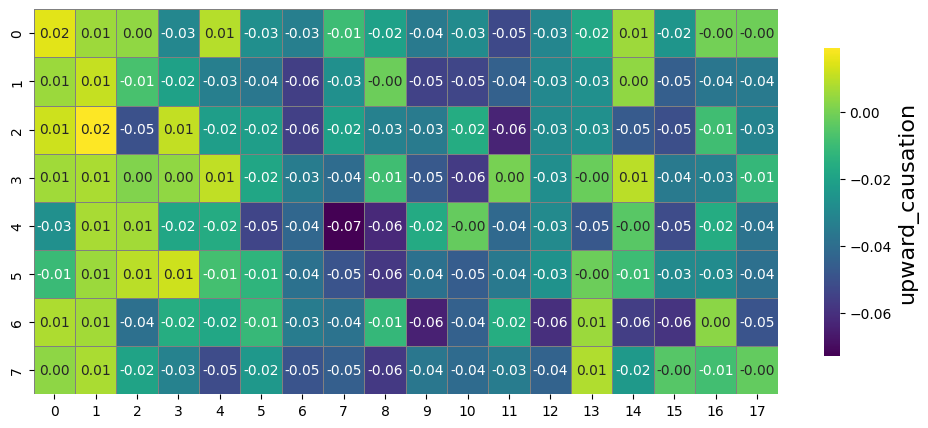 0 0.02 0.01 0.00 -0.03 0.01 -0.03 -0.03 -0.01 -0.02 -0.04 -0.03 -0.05 -0.03 -0.02 0.01 -0.02 -0.00 -0.00
1 0.01 0.01 -0.01 -0.02 -0.03 -0.04 -0.06 -0.03 -0.00 -0.05 -0.05 -0.04 -0.03 -0.03 0.00 -0.05 -0.04 -0.04
2 0.01 0.02 -0.05 0.01 -0.02 -0.02 -0.06 -0.02 -0.03 -0.03 -0.02 -0.06 -0.03 -0.03 -0.05 -0.05 -0.01 -0.03
3 0.01 0.01 0.00 0.00 0.01 -0.02 -0.03 -0.04 -0.01 -0.05 -0.06 0.00 -0.03 -0.00 0.01 -0.04 -0.03 -0.01
4 -0.03 0.01 0.01 -0.02 -0.02 -0.05 -0.04 -0.07 -0.06 -0.02 -0.00 -0.04 -0.03 -0.05 -0.00 -0.05 -0.02 -0.04
5 -0.01 0.01 0.01 0.01 -0.01 -0.01 -0.04 -0.05 -0.06 -0.04 -0.05 -0.04 -0.03 -0.00 -0.01 -0.03 -0.03 -0.04
6 0.01 0.01 -0.04 -0.02 -0.02 -0.01 -0.03 -0.04 -0.01 -0.06 -0.04 -0.02 -0.06 0.01 -0.06 -0.06 0.00 -0.05
7 0.00 0.01 -0.02 -0.03 -0.05 -0.02 -0.05 -0.05 -0.06 -0.04 -0.04 -0.03 -0.04 0.01 -0.02 -0.00 -0.01 -0.00
0 1 2 3 4 5 6 7 8 9 10 11 12 13 14 15 16 17
0.00
−0.02
−0.04
−0.06
upward_causation